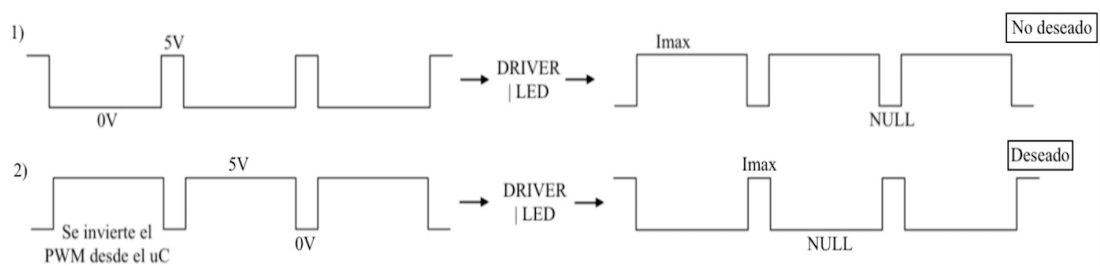 1)
5V
0V
DRIVER
| LED
Imax
NULL
No deseado
2)
5V
Se invierte el
PWM desde el uC
0V
DRIVER
| LED
Imax
NULL
Deseado